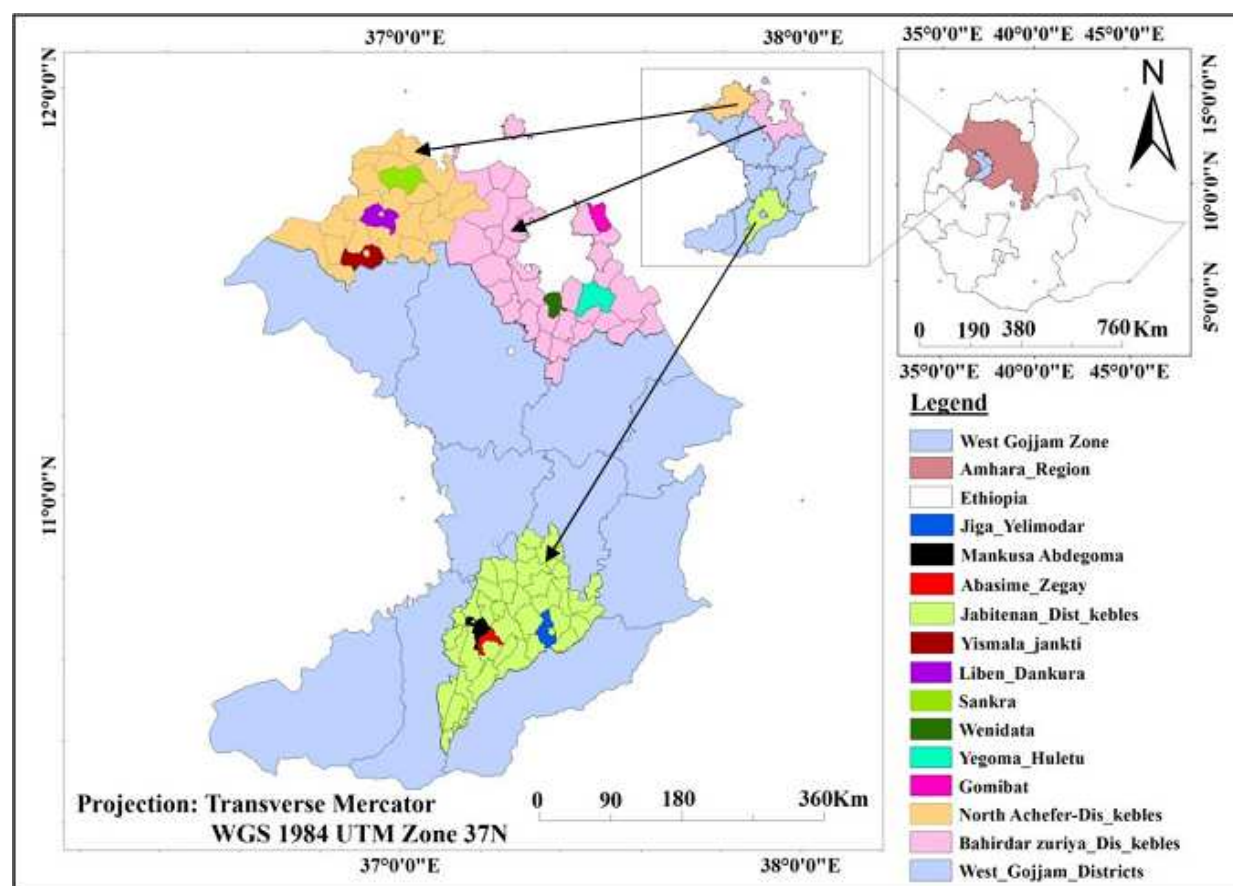 37°0'0"E
38°0'0"E
12°0'0"N
11°0'0"N
37°0'0"E
38°0'0"E
Projection: Transverse Mercator
WGS 1984 UTM Zone 37N
0 90 180 360Km
35°0'0"E 40°0'0"E 45°0'0"E
N
15°0'0"N
10°0'0"N
5°0'0"N
0 190 380 760 Km
35°0'0"E 40°0'0"E 45°0'0"E
Legend
West Gojjam Zone
Amhara_Region
Ethiopia
Jiga_Yelimodar
Mankusa Abdegoma
Abasime_Zegay
Jabitenan_Dist_kebles
Yismala_jankti
Liben_Dankura
Sankra
Wenidata
Yegoma_Huletu
Gomibat
North Achefer-Dis_kebles
Bahirdar zuriya_Dis_kebles
West_Gojjam_Districts